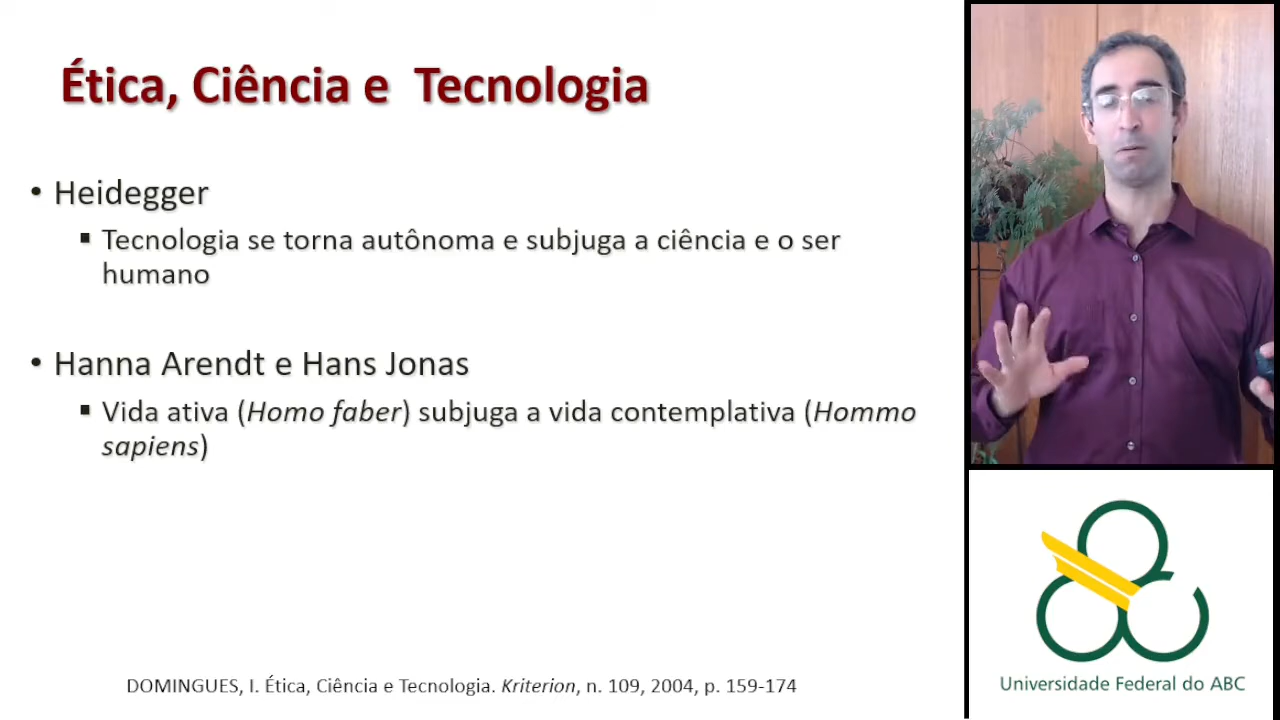 Ética, Ciência e Tecnologia
• Heidegger
▪ Tecnologia se torna autônoma e subjuga a ciência e o ser
humano
• Hanna Arendt e Hans Jonas
▪ Vida ativa (Homo faber) subjuga a vida contemplativa (Hommo
sapiens)
DOMINGUES, I. Ética, Ciência e Tecnologia. Kriterion, n. 109, 2004, p. 159-174
Universidade Federal do ABC